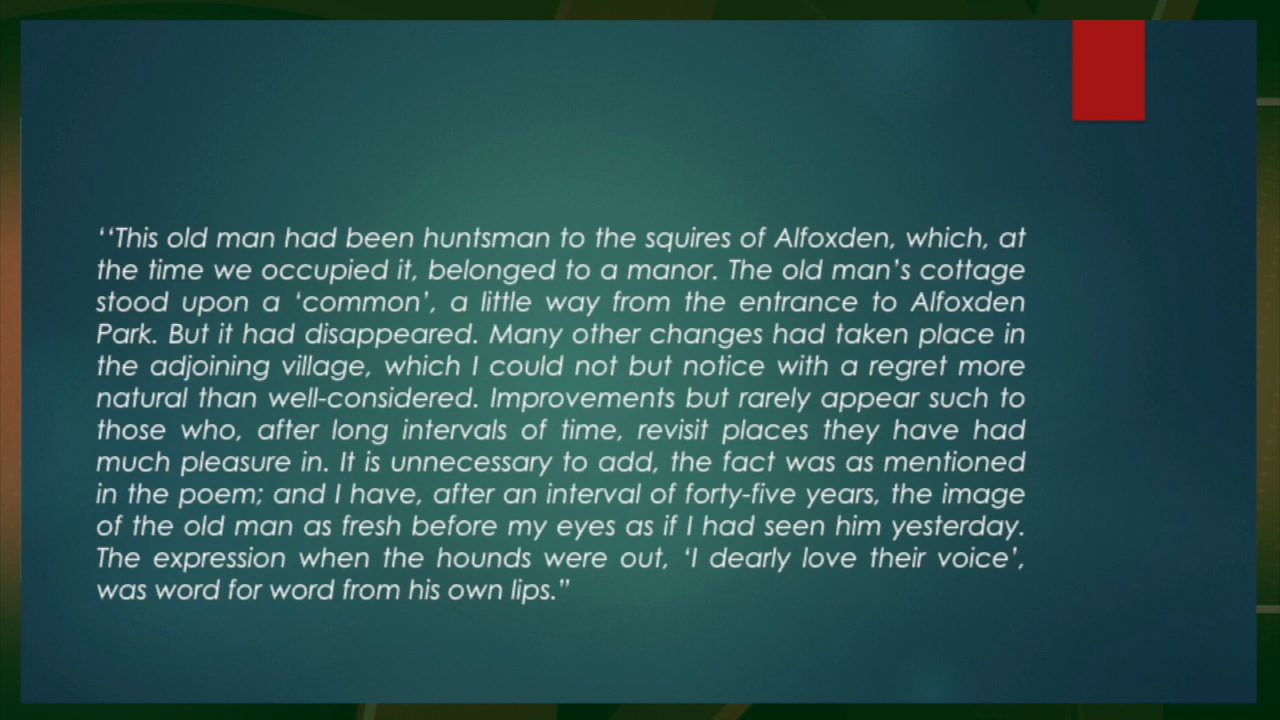 ‘‘This old man had been huntsman to the squires of Alfoxden, which, at
the time we occupied it, belonged to a manor. The old man’s cottage
stood upon a ‘common’, a little way from the entrance to Alfoxden
Park. But it had disappeared. Many other changes had taken place in
the adjoining village, which I could not but notice with a regret more
natural than well-considered. Improvements but rarely appear such to
those who, after long intervals of time, revisit places they have had
much pleasure in. It is unnecessary to add, the fact was as mentioned
in the poem; and I have, after an interval of forty-five years, the image
of the old man as fresh before my eyes as if I had seen him yesterday.
The expression when the hounds were out, ‘I dearly love their voice’,
was word for word from his own lips.”